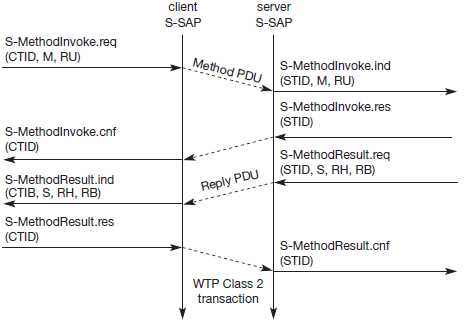 client
S-SAP
server
S-SAP
S-MethodInvoke.req
(CTID, M, RU)
Method PDU
S-MethodInvoke.ind
(STID, M, RU)
S-MethodInvoke.res
(STID)
S-MethodInvoke.cnf
(CTID)
S-MethodResult.req
(STID, S, RH, RB)
S-MethodResult.ind
(CTIB, S, RH, RB)
Reply PDU
S-MethodResult.res
(CTID)
S-MethodResult.cnf
(STID)
WTP Class 2
transaction